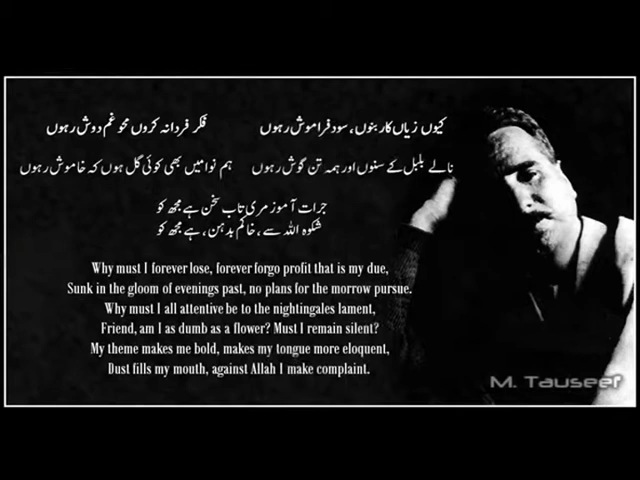 کیوں زیاں کار بنوں، سود فراموش رہوں فکر فردا نہ کروں محو غم دوش رہوں
نالے بلبل کے سنوں اور ہمہ تن گوش رہوں ہم نوا میں بھی کوئی گل ہوں کہ خاموش رہوں
جرات آموز مری تاب سخن ہے مجھ کو
شکوہ اللہ سے، خاکم بدہن، ہے مجھ کو
Why must I forever lose, forever forgo profit that is my due,
Sunk in the gloom of evenings past, no plans for the morrow pursue.
Why must I all attentive be to the nightingales lament,
Friend, am I as dumb as a flower? Must I remain silent?
My theme makes me bold, makes my tongue more eloquent,
Dust fills my mouth, against Allah I make complaint.
M. Tauseef